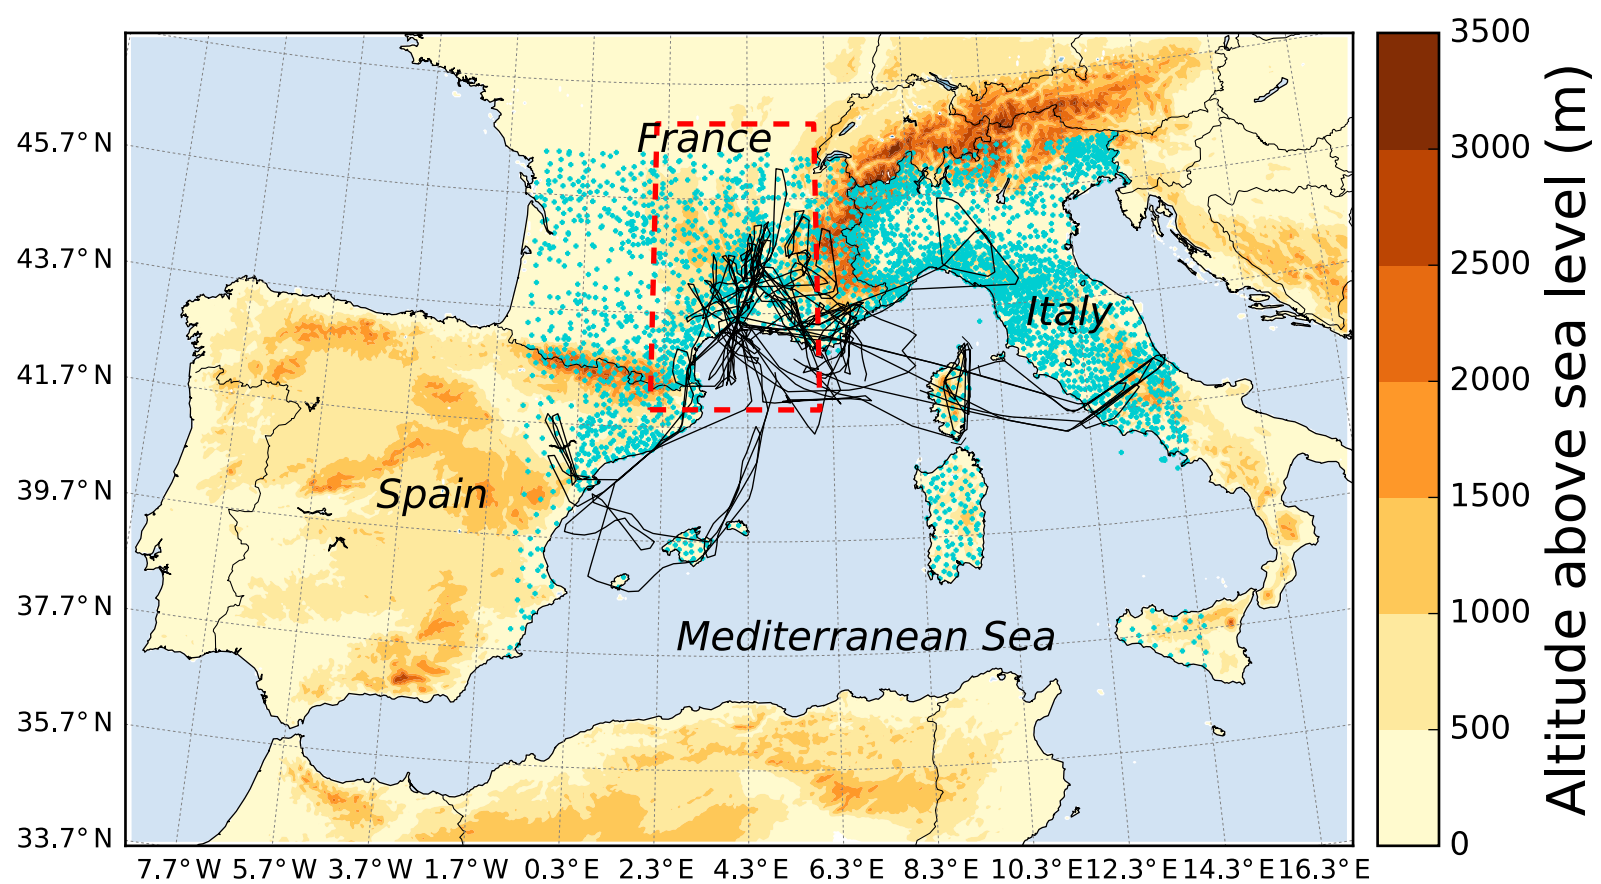 France
Italy
Spain
Mediterranean Sea
45.7° N
43.7° N
41.7° N
39.7° N
37.7° N
35.7° N
33.7° N
7.7° W 5.7° W 3.7° W 1.7° W 0.3° E 2.3° E 4.3° E 6.3° E 8.3° E 10.3° E 12.3° E 14.3° E 16.3° E
3500
3000
2500
2000
1500
1000
500
0
Altitude above sea level (m)